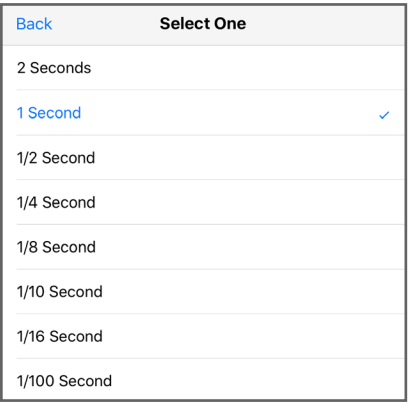 Back Select One
2 Seconds
1 Second
1/2 Second
1/4 Second
1/8 Second
1/10 Second
1/16 Second
1/100 Second